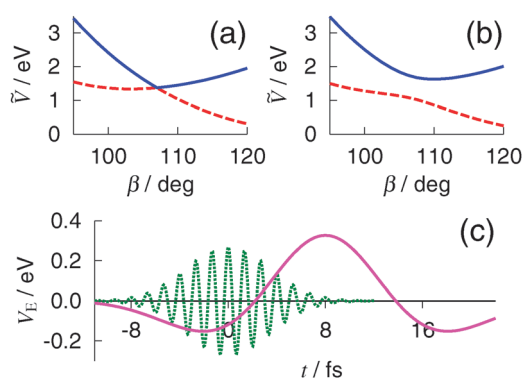 (a)
(b)
3
2
1
0
Ṽ / eV
100
110
120
β / deg
3
2
1
0
Ṽ / eV
100
110
120
β / deg
(c)
0.4
0.2
0.0
-0.2
V_E / eV
-8
0
8
16
t / fs